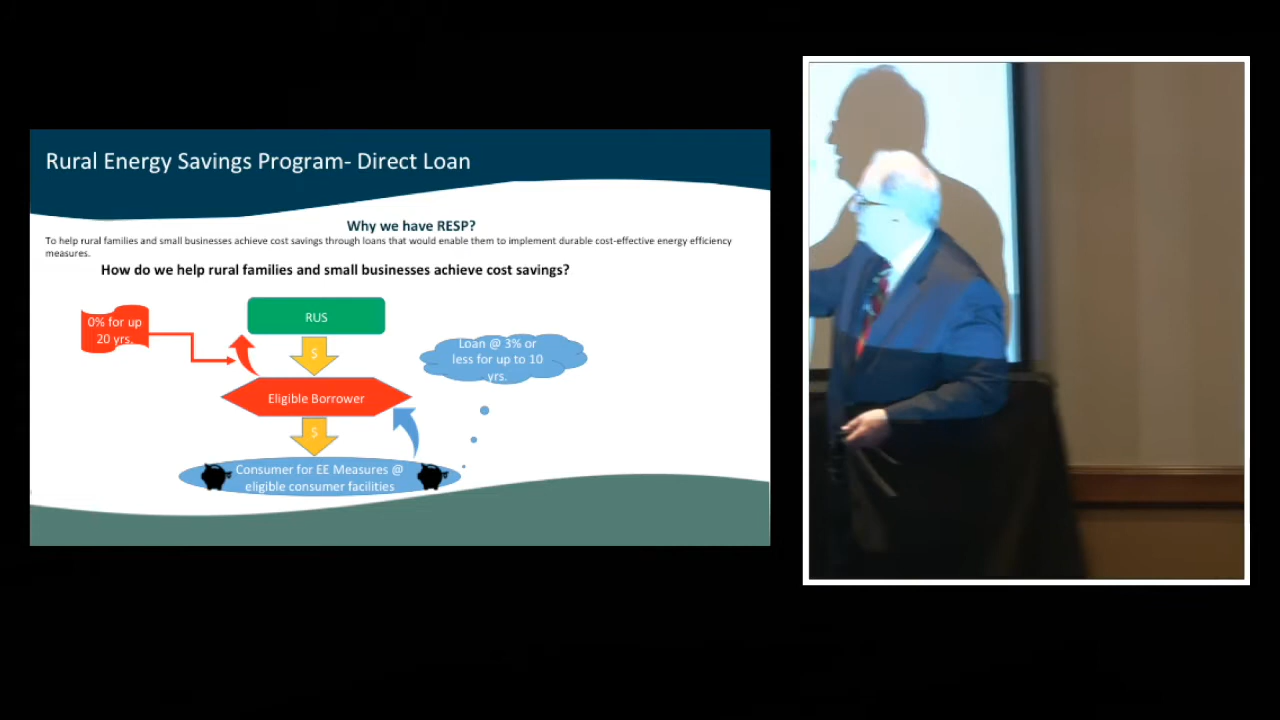 Rural Energy Savings Program- Direct Loan
Why we have RESP?
To help rural families and small businesses achieve cost savings through loans that would enable them to implement durable cost-effective energy efficiency
measures.
How do we help rural families and small businesses achieve cost savings?
0% for up
20 yrs.
RUS
$
Loan @ 3% or
less for up to 10
yrs.
Eligible Borrower
$
Consumer for EE Measures @
eligible consumer facilities